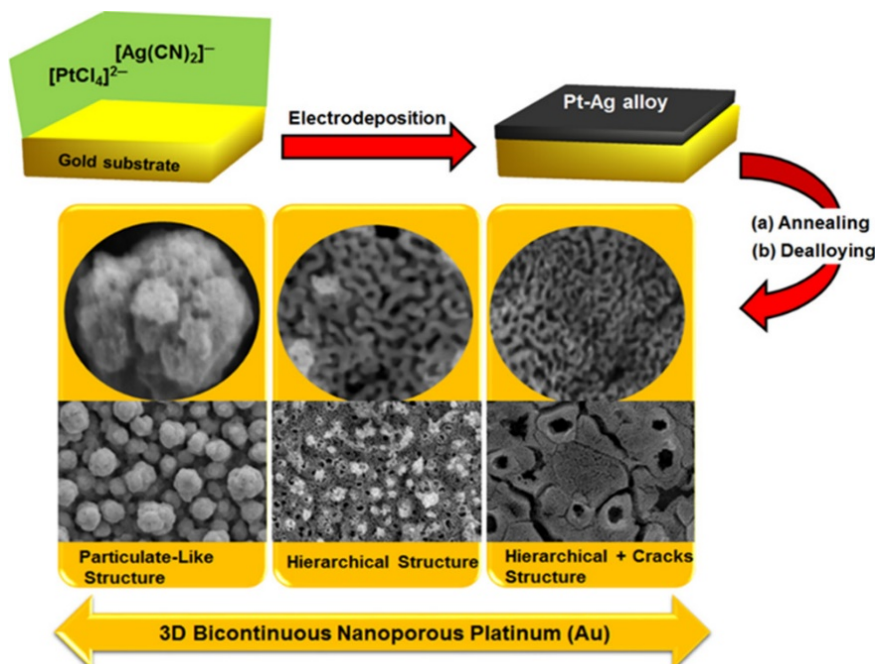 [Ag(CN)₂]⁻
[PtCl₄]²⁻
Gold substrate
Electrodeposition
Pt-Ag alloy
(a) Annealing
(b) Dealloying
Particulate-Like
Structure
Hierarchical Structure
Hierarchical + Cracks
Structure
3D Bicontinuous Nanoporous Platinum (Au)